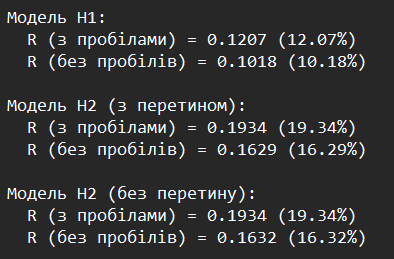 Модель H1:
R (з пробілами) = 0.1207 (12.07%)
R (без пробілів) = 0.1018 (10.18%)
Модель H2 (з перетином):
R (з пробілами) = 0.1934 (19.34%)
R (без пробілів) = 0.1629 (16.29%)
Модель H2 (без перетину):
R (з пробілами) = 0.1934 (19.34%)
R (без пробілів) = 0.1632 (16.32%)